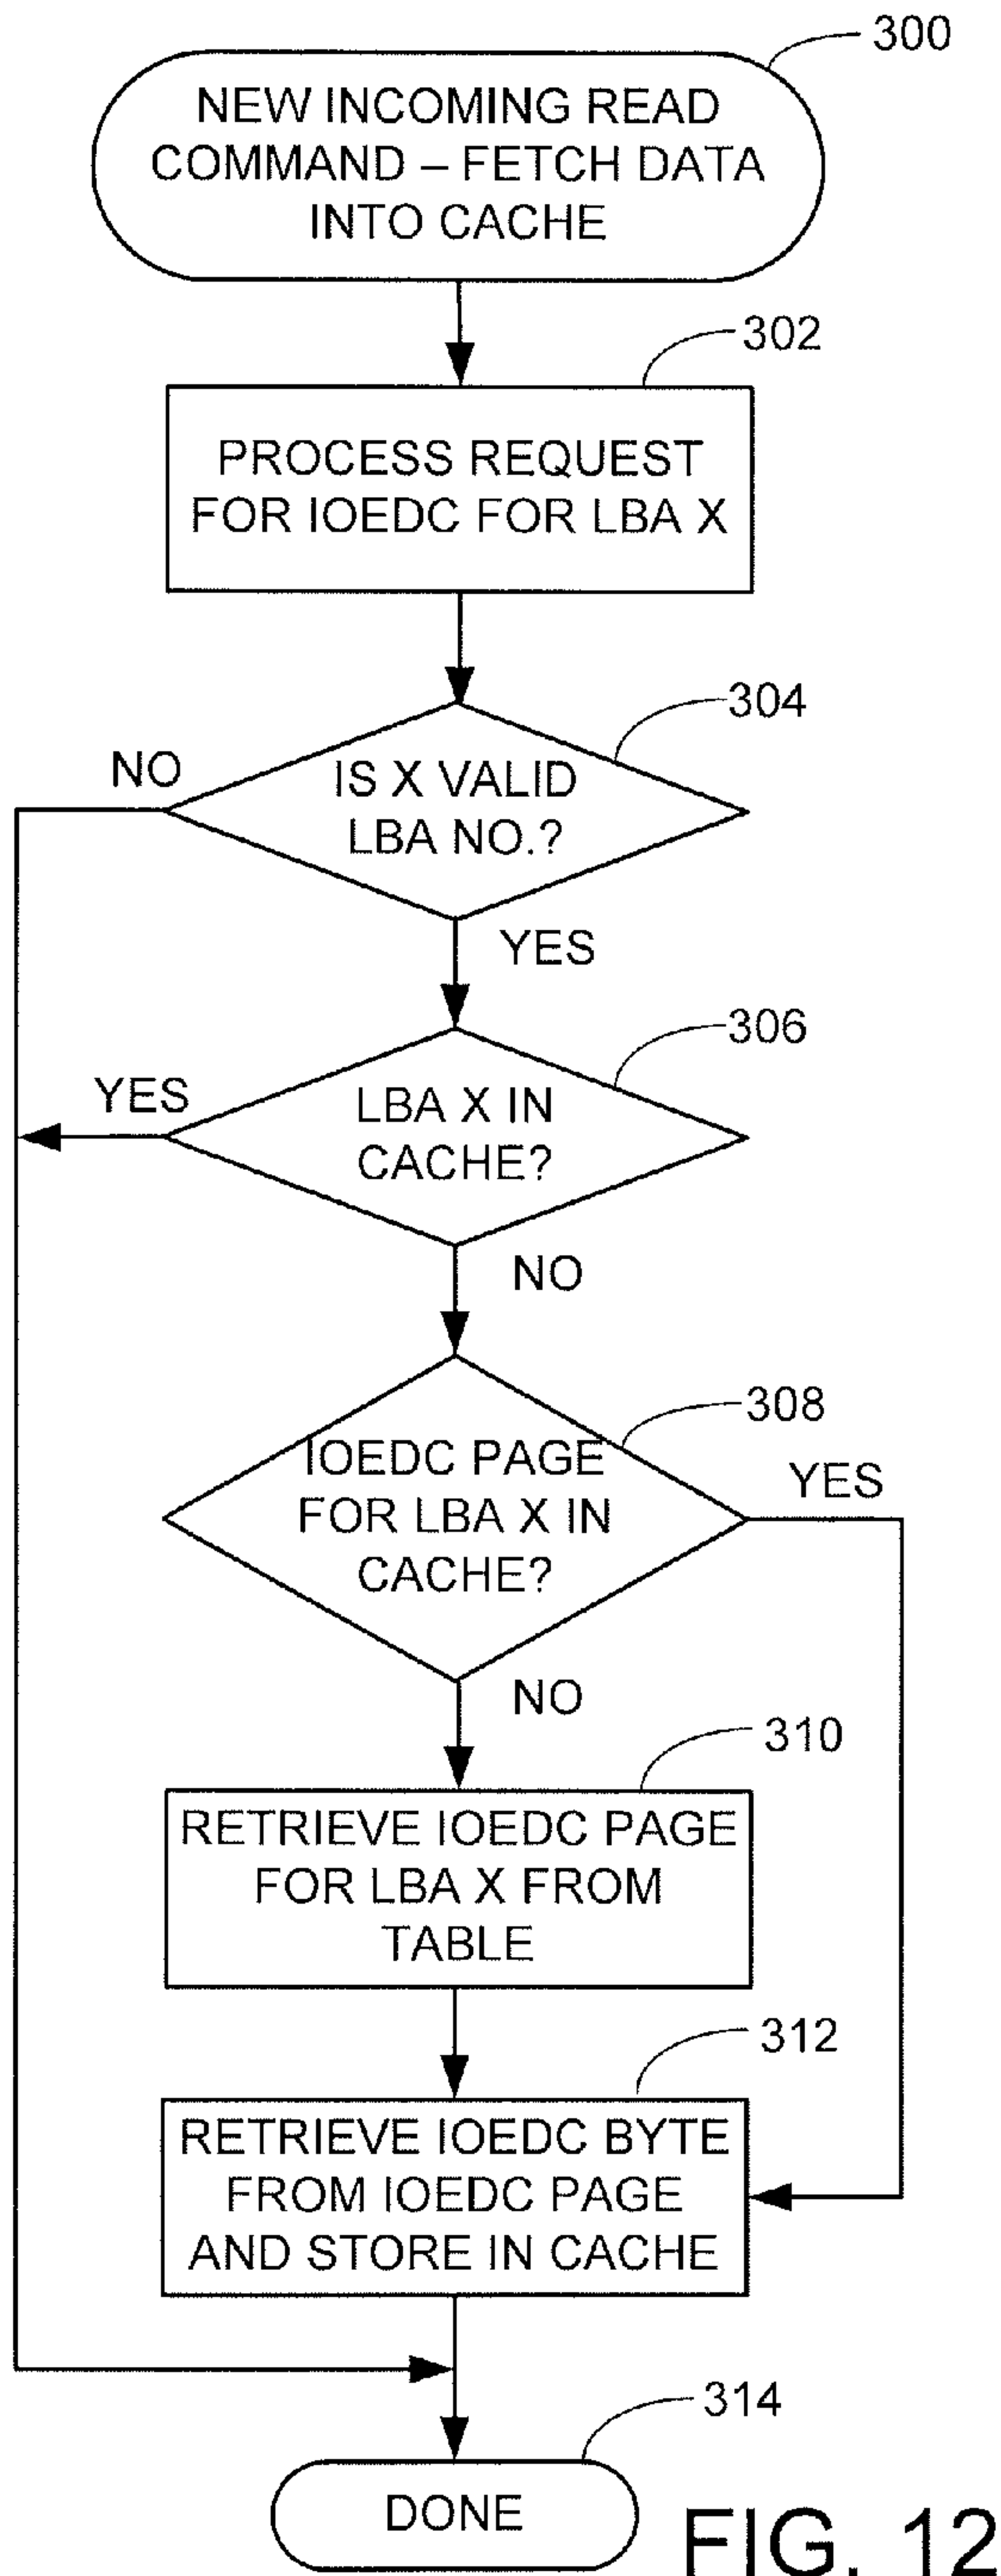 300
NEW INCOMING READ
COMMAND – FETCH DATA
INTO CACHE
302
PROCESS REQUEST
FOR IOEDC FOR LBA X
304
NO
IS X VALID
LBA NO.?
YES
306
YES
LBA X IN
CACHE?
NO
308
IOEDC PAGE
FOR LBA X IN
CACHE?
YES
NO
310
RETRIEVE IOEDC PAGE
FOR LBA X FROM
TABLE
312
RETRIEVE IOEDC BYTE
FROM IOEDC PAGE
AND STORE IN CACHE
314
DONE
FIG. 12